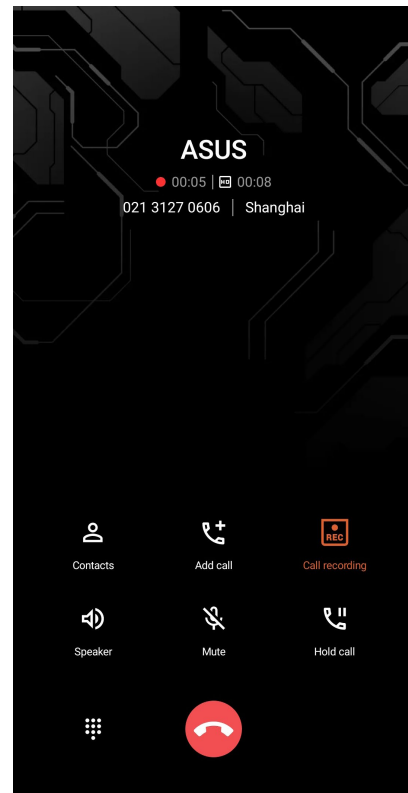 ASUS
00:05 | HD 00:08
021 3127 0606 | Shanghai
REC
Contacts Add call Call recording
Speaker Mute Hold call